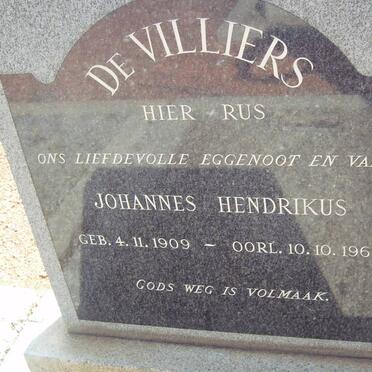 DE VILLIERS
HIER RUS
ONS LIEFDEVOLLE EGGENOOT EN
JOHANNES HENDRIKUS
GEB. 4.11.1909 – OORL. 10.10.196
GODS WEG IS VOLMAAK.